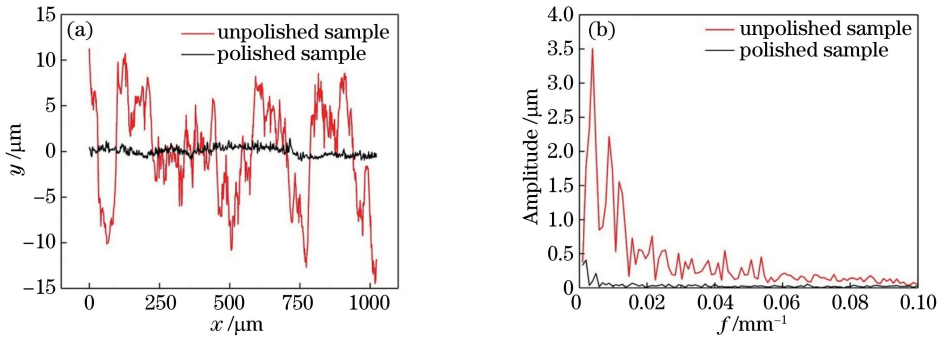 (a)
unpolished sample
polished sample
15
10
5
0
−5
−10
−15
y /μm
0 250 500 750 1000
x /μm
(b)
unpolished sample
polished sample
4.0
3.5
3.0
2.5
2.0
1.5
1.0
0.5
Amplitude /μm
0 0.02 0.04 0.06 0.08 0.10
f /mm⁻¹